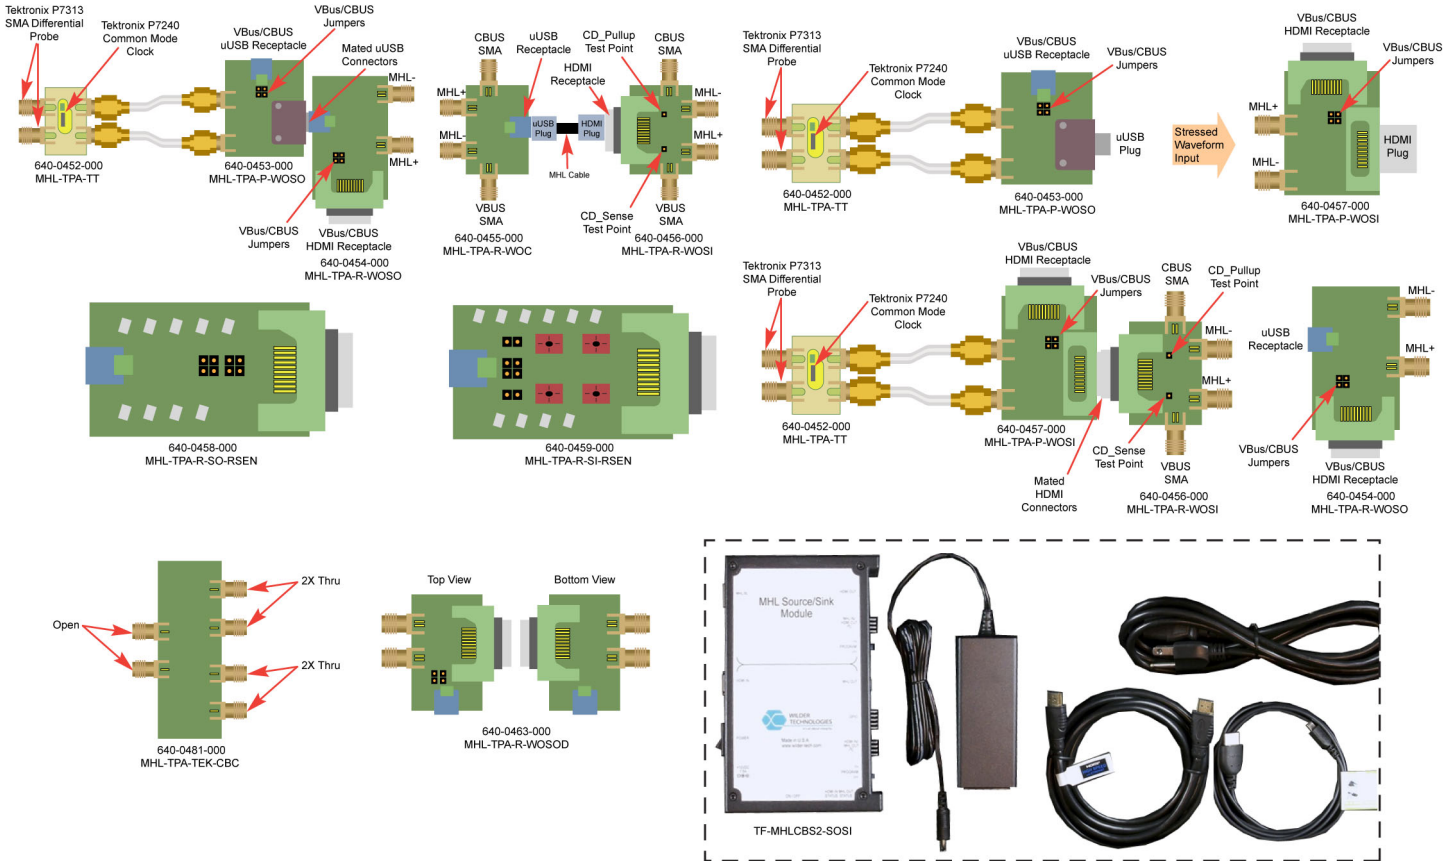 Tektronix P7313
SMA Differential
Probe
Tektronix P7240
Common Mode
Clock
VBus/CBUS
Jumpers
VBus/CBUS
uUSB Receptacle
Mated uUSB
Connectors
MHL-
MHL+
640-0452-000
MHL-TPA-TT
640-0453-000
MHL-TPA-P-WOSO
VBus/CBUS
Jumpers
VBus/CBUS
HDMI Receptacle
640-0454-000
MHL-TPA-R-WOSO
CBUS
SMA
uUSB
Receptacle
CD_Pullup
Test Point
HDMI
Receptacle
CBUS
SMA
MHL+
MHL-
MHL-
MHL+
uUSB
Plug
HDMI
Plug
MHL Cable
VBUS
SMA
CD_Sense
Test Point
VBUS
SMA
640-0455-000
MHL-TPA-R-WOC
640-0456-000
MHL-TPA-R-WOSI
Tektronix P7313
SMA Differential
Probe
Tektronix P7240
Common Mode
Clock
VBus/CBUS
uUSB Receptacle
VBus/CBUS
Jumpers
uUSB
Plug
640-0452-000
MHL-TPA-TT
640-0453-000
MHL-TPA-P-WOSO
Stressed
Waveform
Input
VBus/CBUS
HDMI Receptacle
VBus/CBUS
Jumpers
MHL+
MHL-
HDMI
Plug
640-0457-000
MHL-TPA-P-WOSI
640-0458-000
MHL-TPA-R-SO-RSEN
640-0459-000
MHL-TPA-R-SI-RSEN
Tektronix P7313
SMA Differential
Probe
Tektronix P7240
Common Mode
Clock
VBus/CBUS
HDMI Receptacle
VBus/CBUS
Jumpers
CBUS
SMA
CD_Pullup
Test Point
MHL-
MHL+
640-0452-000
MHL-TPA-TT
640-0457-000
MHL-TPA-P-WOSI
Mated
HDMI
Connectors
CD_Sense
Test Point
VBUS
SMA
640-0456-000
MHL-TPA-R-WOSI
uUSB
Receptacle
MHL-
MHL+
VBus/CBUS
Jumpers
VBus/CBUS
HDMI Receptacle
640-0454-000
MHL-TPA-R-WOSO
Open
2X Thru
2X Thru
640-0481-000
MHL-TPA-TEK-CBC
Top View
Bottom View
640-0463-000
MHL-TPA-R-WOSOD
MHL Source/Sink
Module
WILDER
TECHNOLOGIES
Made in U.S.A.
TF-MHLCBS2-SOSI